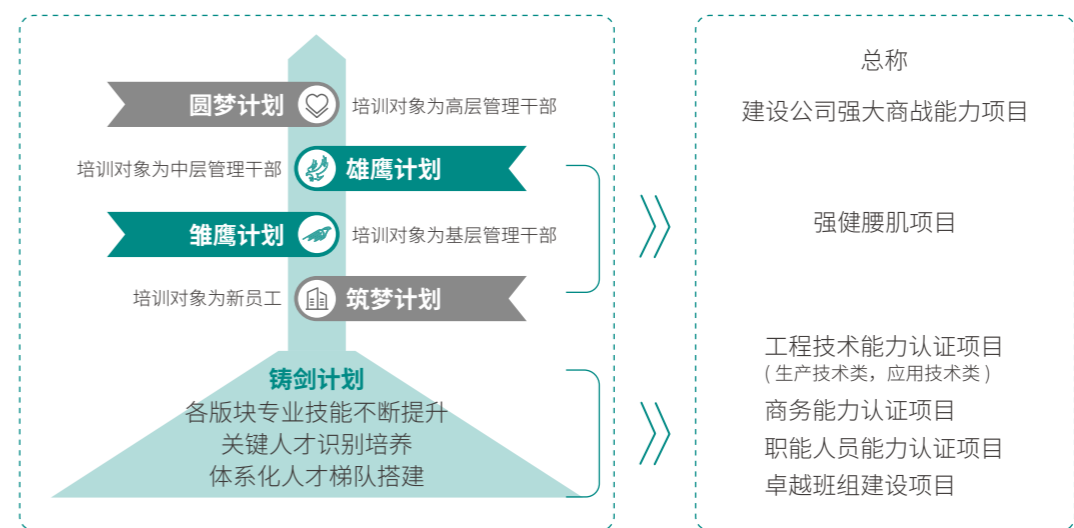 圆梦计划
培训对象为高层管理干部
培训对象为中层管理干部
雄鹰计划
雏鹰计划
培训对象为基层管理干部
培训对象为新员工
筑梦计划
铸剑计划
各版块专业技能不断提升
关键人才识别培养
体系化人才梯队搭建
总称
建设公司强大商战能力项目
强健腰肌项目
工程技术能力认证项目
( 生产技术类，应用技术类 )
商务能力认证项目
职能人员能力认证项目
卓越班组建设项目